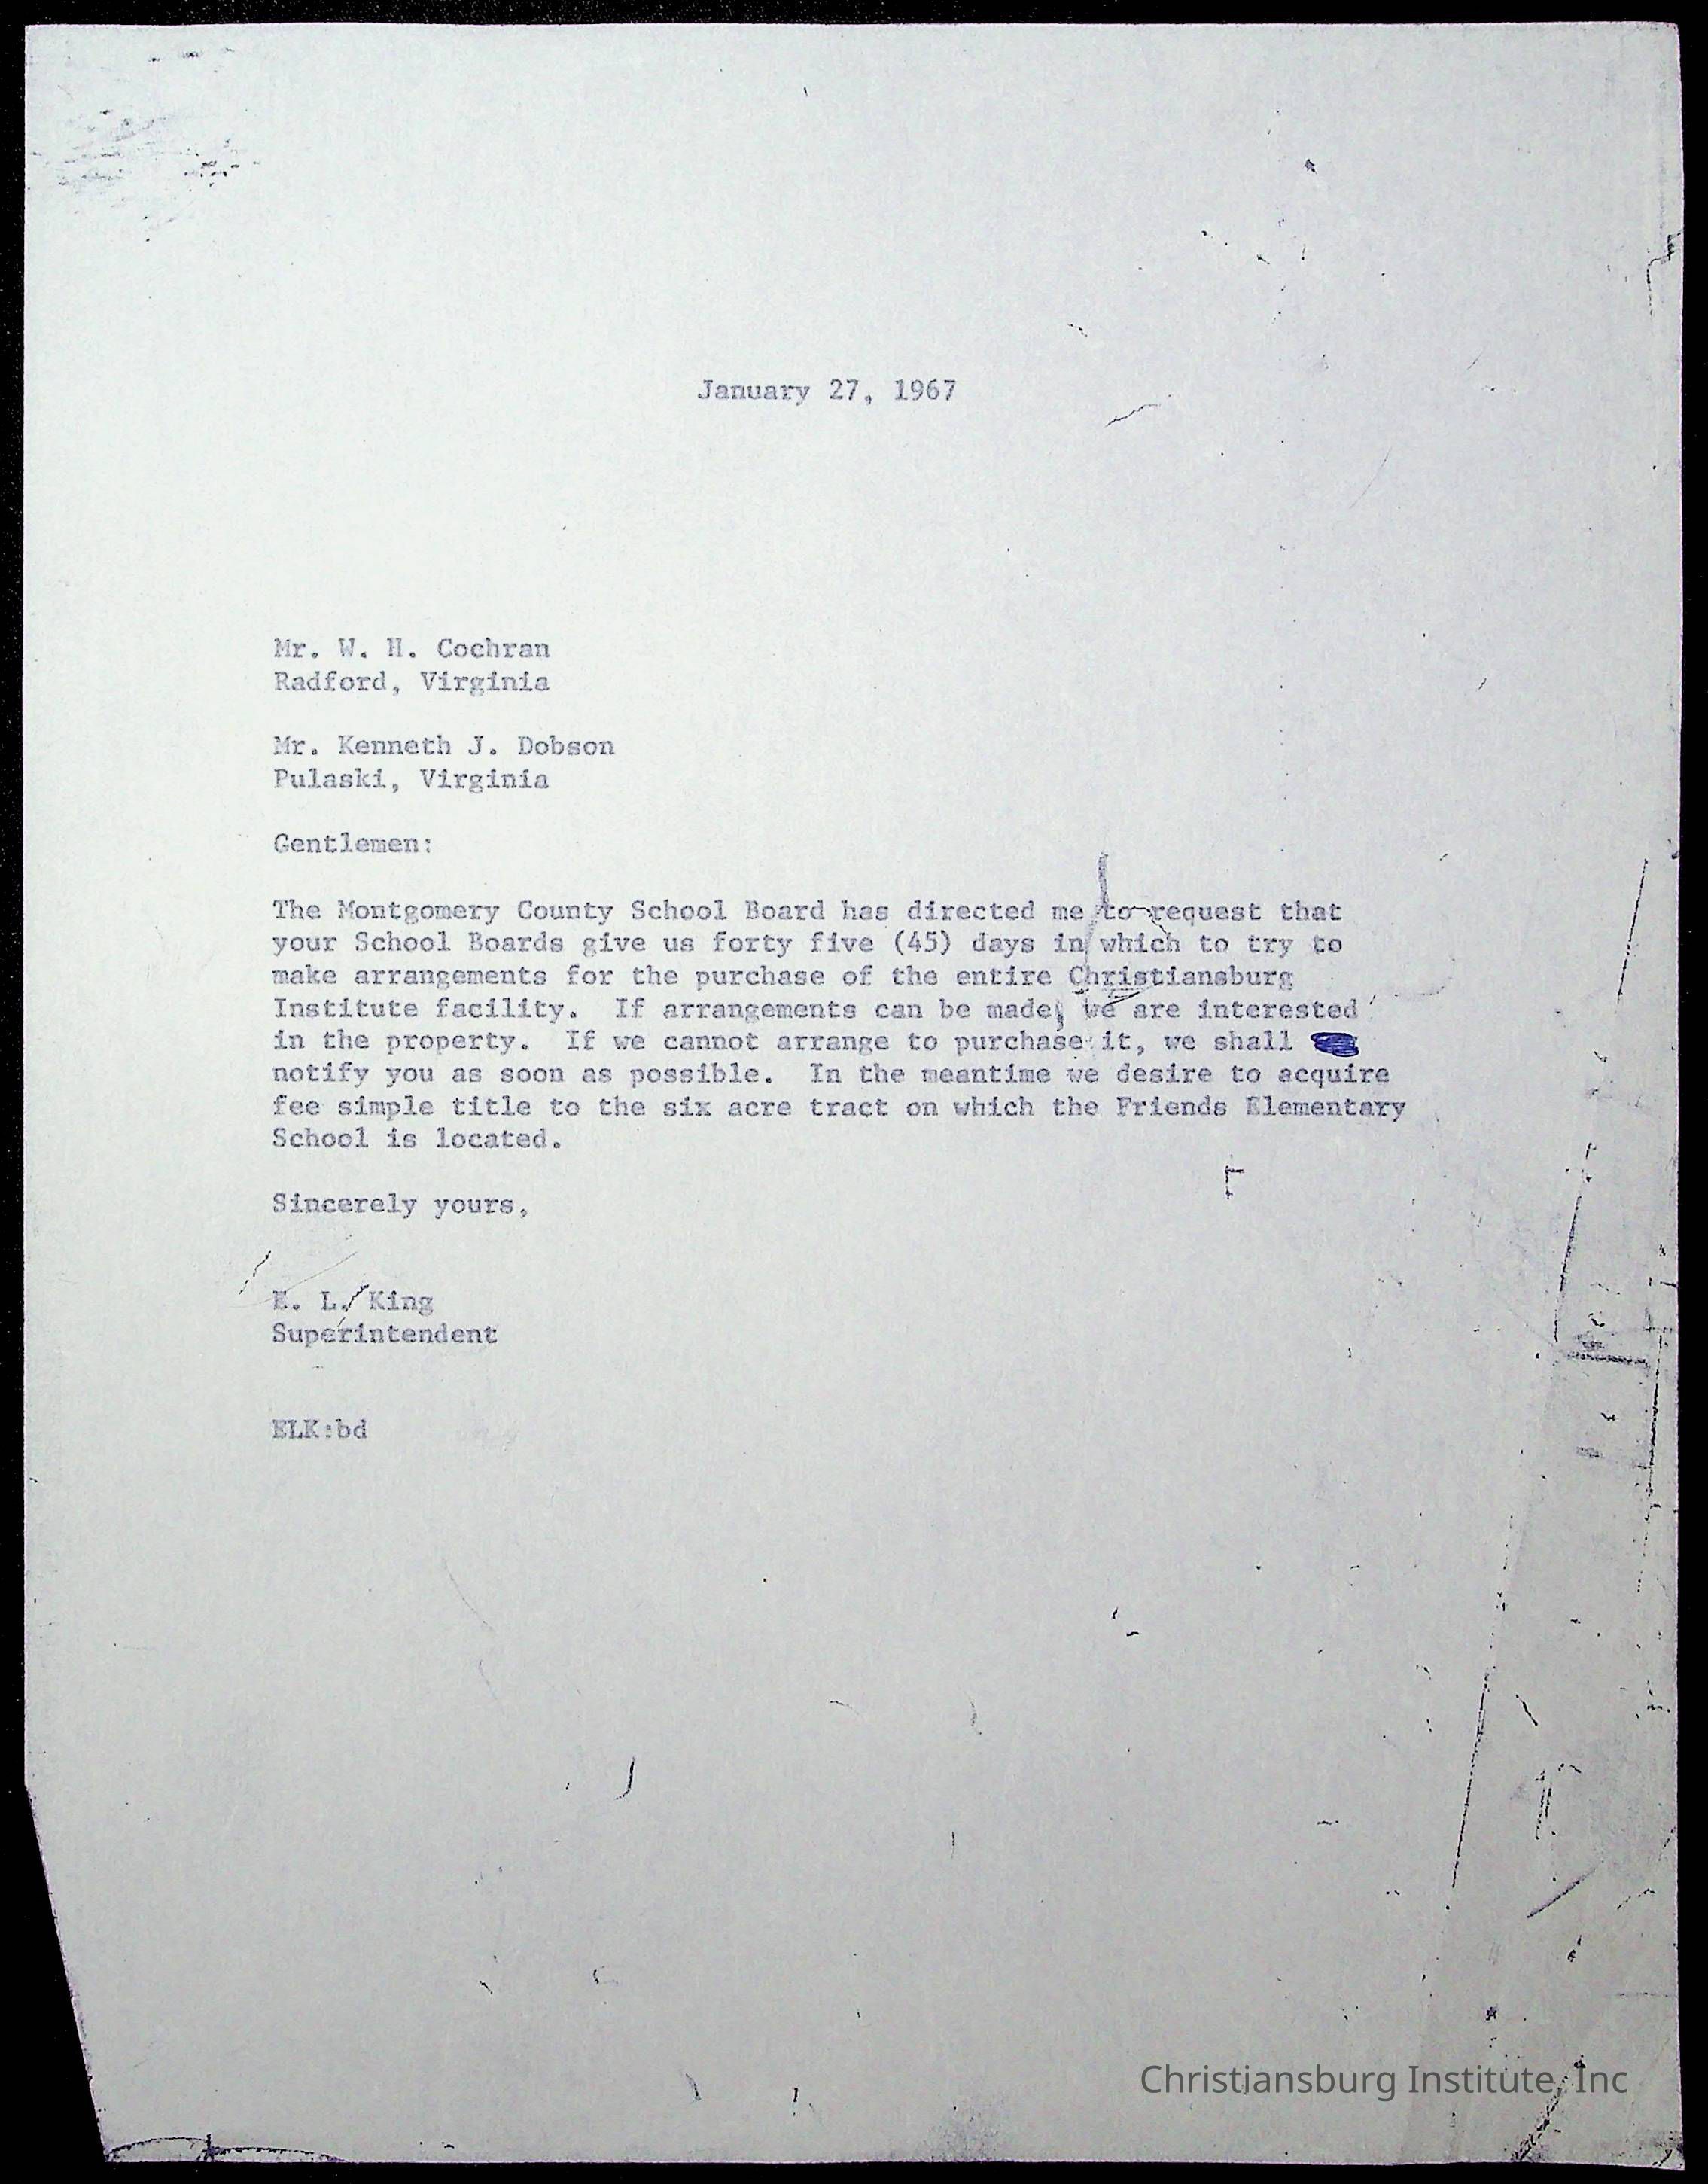 January 27, 1967
Mr. W. H. Cochran
Radford, Virginia
Mr. Kenneth J. Dobson
Pulaski, Virginia
Gentlemen:
The Montgomery County School Board has directed me to request that
your School Boards give us forty five (45) days in which to try to
make arrangements for the purchase of the entire Christiansburg
Institute facility. If arrangements can be made, we are interested
in the property. If we cannot arrange to purchase it, we shall
notify you as soon as possible. In the meantime we desire to acquire
fee simple title to the six acre tract on which the Friends Elementary
School is located.
Sincerely yours,
E. L. King
Superintendent
ELK:bd
Christiansburg Institute, Inc